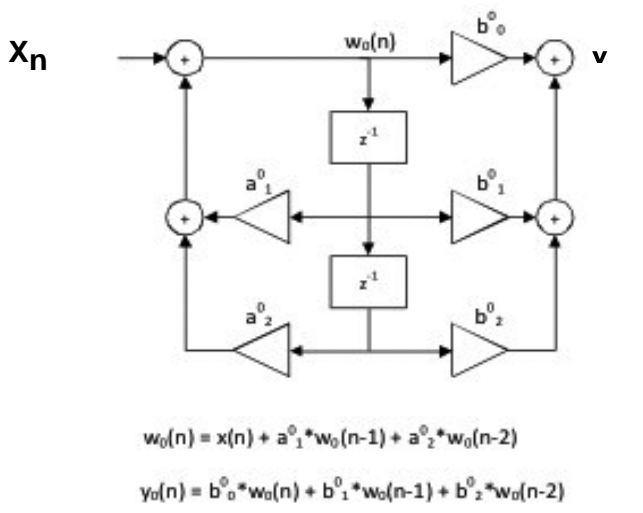 w₀(n)
b⁰₀
Xn
+
+
v
z⁻¹
a⁰₁
b⁰₁
+
+
z⁻¹
a⁰₂
b⁰₂
w₀(n) = x(n) + a⁰₁*w₀(n-1) + a⁰₂*w₀(n-2)
y₀(n) = b⁰₀*w₀(n) + b⁰₁*w₀(n-1) + b⁰₂*w₀(n-2)